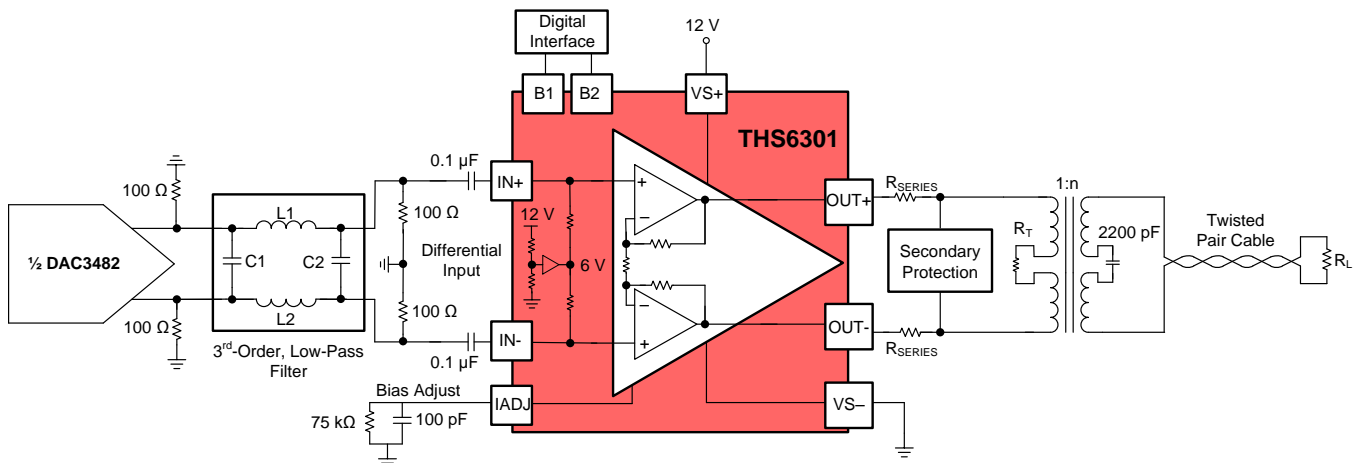 Digital
Interface
12 V
B1
B2
VS+
THS6301
100 Ω
0.1 µF
IN+
L1
100 Ω
12 V
OUT+
RSERIES
1:n
½ DAC3482
C1
C2
Differential
Input
6 V
Secondary
Protection
RT
2200 pF
Twisted
Pair Cable
RL
100 Ω
L2
100 Ω
IN-
0.1 µF
OUT-
RSERIES
3rd-Order, Low-Pass
Filter
Bias Adjust
IADJ
75 kΩ
100 pF
VS–